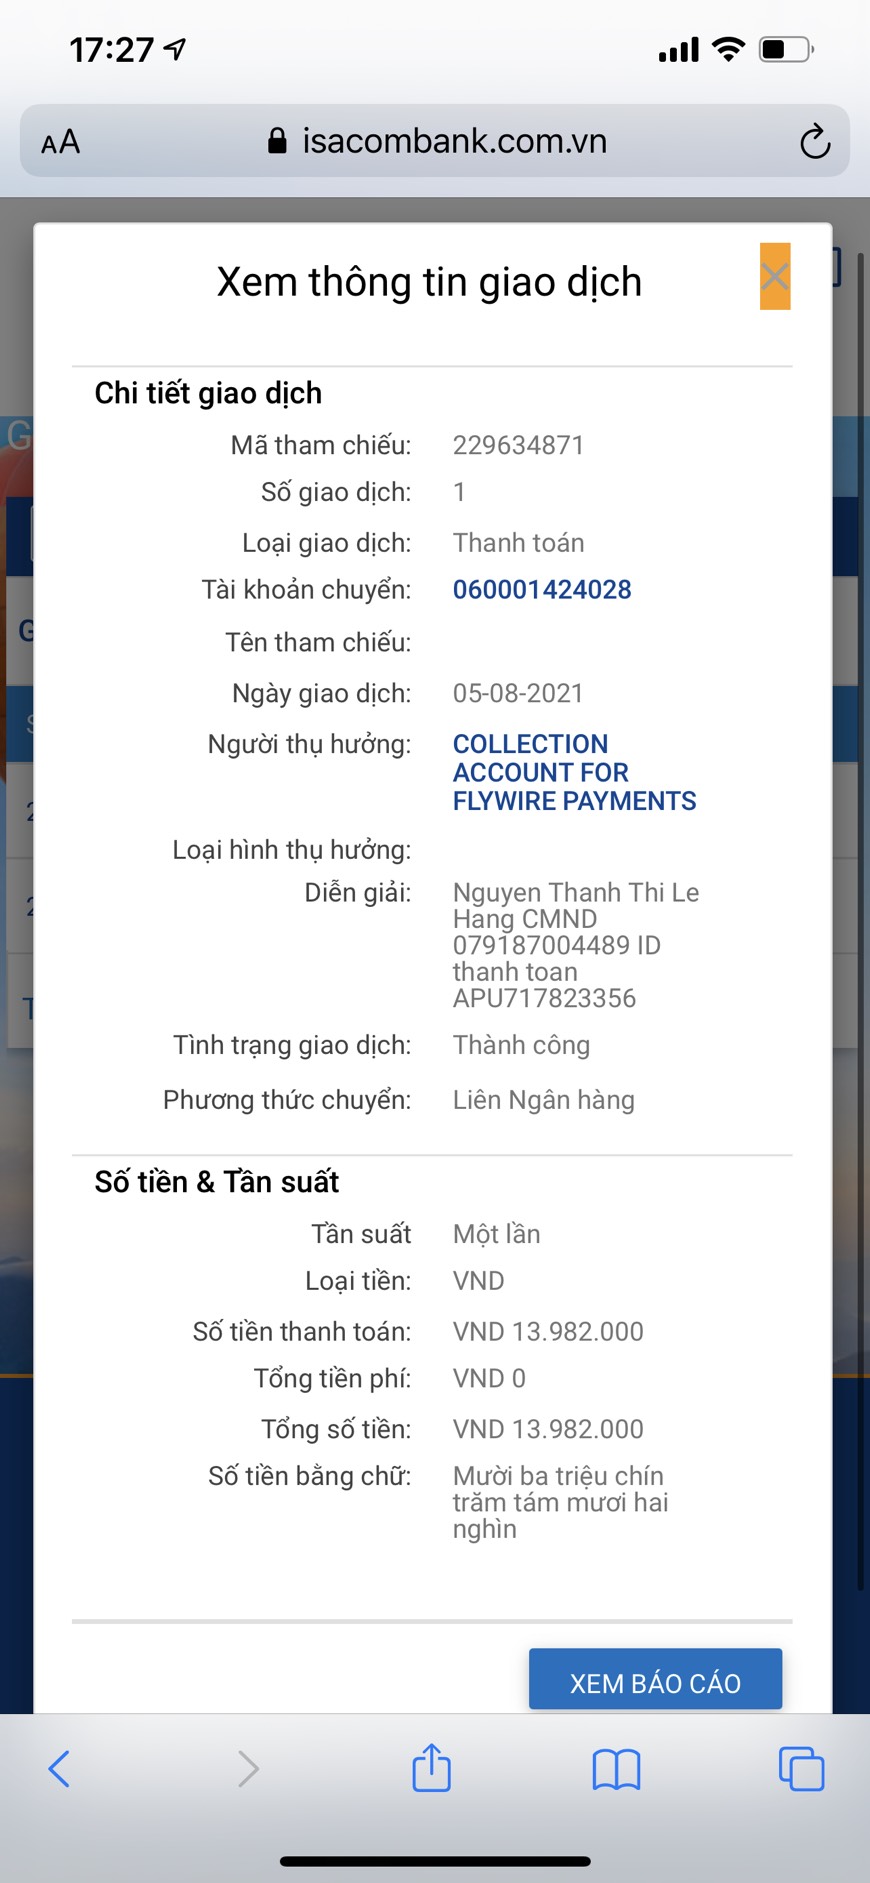 17:27
AA isacombank.com.vn
Xem thông tin giao dịch
Chi tiết giao dịch
Mã tham chiếu: 229634871
Số giao dịch: 1
Loại giao dịch: Thanh toán
Tài khoản chuyển: 060001424028
Tên tham chiếu:
Ngày giao dịch: 05-08-2021
Người thụ hưởng: COLLECTION
ACCOUNT FOR
FLYWIRE PAYMENTS
Loại hình thụ hưởng:
Diễn giải: Nguyen Thanh Thi Le
Hang CMND
079187004489 ID
thanh toan
APU717823356
Tình trạng giao dịch: Thành công
Phương thức chuyển: Liên Ngân hàng
Số tiền & Tần suất
Tần suất Một lần
Loại tiền: VND
Số tiền thanh toán: VND 13.982.000
Tổng tiền phí: VND 0
Tổng số tiền: VND 13.982.000
Số tiền bằng chữ: Mười ba triệu chín
trăm tám mươi hai
nghìn
XEM BÁO CÁO